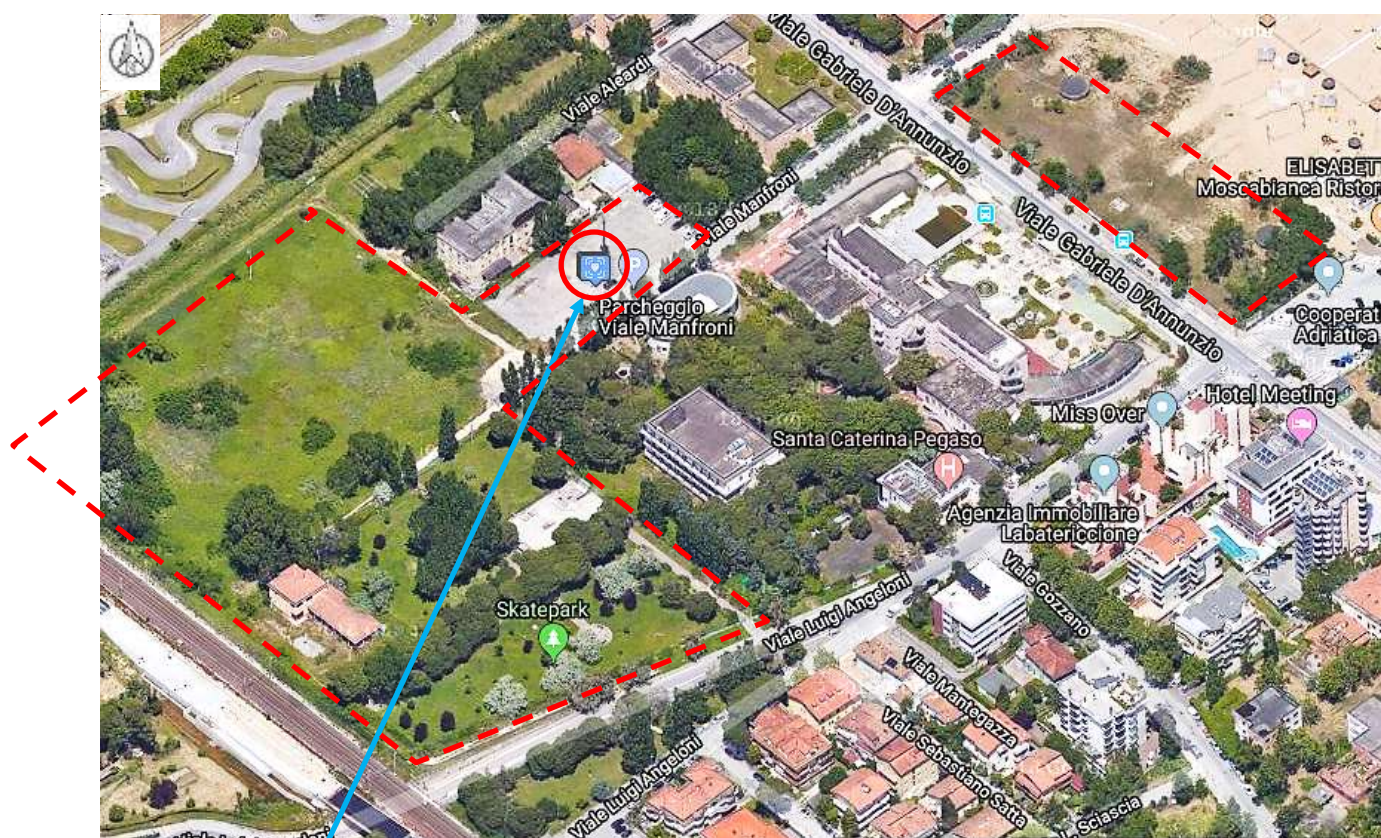 Viale Gabriele D'Annunzio
Viale Aleardi
ELISABET
Moscabianca Ristor
Viale Manfroni
Viale Gabriele D'Annunzio
P
Parcheggio
Viale Manfroni
Cooperat
Adriatica
Hotel Meeting
Miss Over
Santa Caterina Pegaso
H
Agenzia Immobiliare
Labatericcione
Viale Gozzano
Skatepark
Viale Luigi Angeloni
Viale Mantegazza
Viale Sebastiano Satta
Viale Luigi Angeloni
L. Sciascia